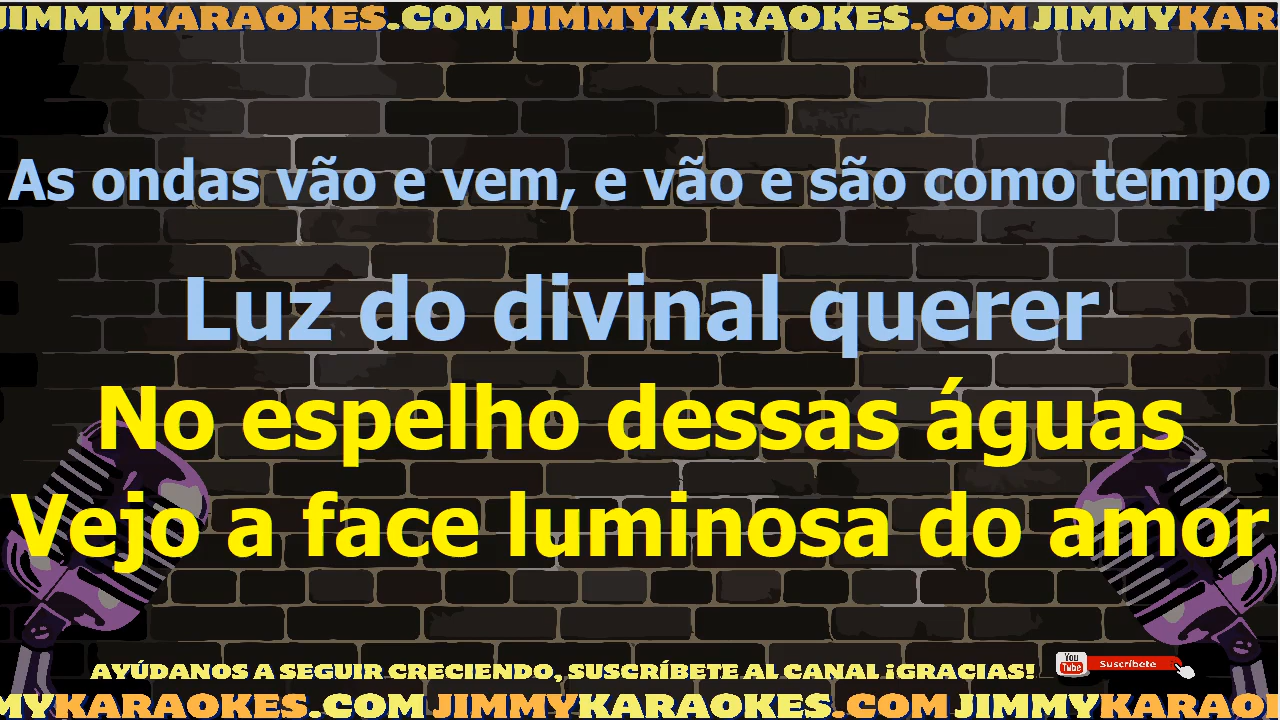 JIMMYKARAOKES.COM JIMMYKARAOKES.COM JIMMYKAR
As ondas vão e vem, e vão e são como tempo
Luz do divinal querer
No espelho dessas águas
Vejo a face luminosa do amor
AYÚDANOS A SEGUIR CRECIENDO, SUSCRÍBETE AL CANAL ¡GRACIAS!
You Tube Suscríbete
MYKARAOKES.COM JIMMYKARAOKES.COM JIMMYKARAO